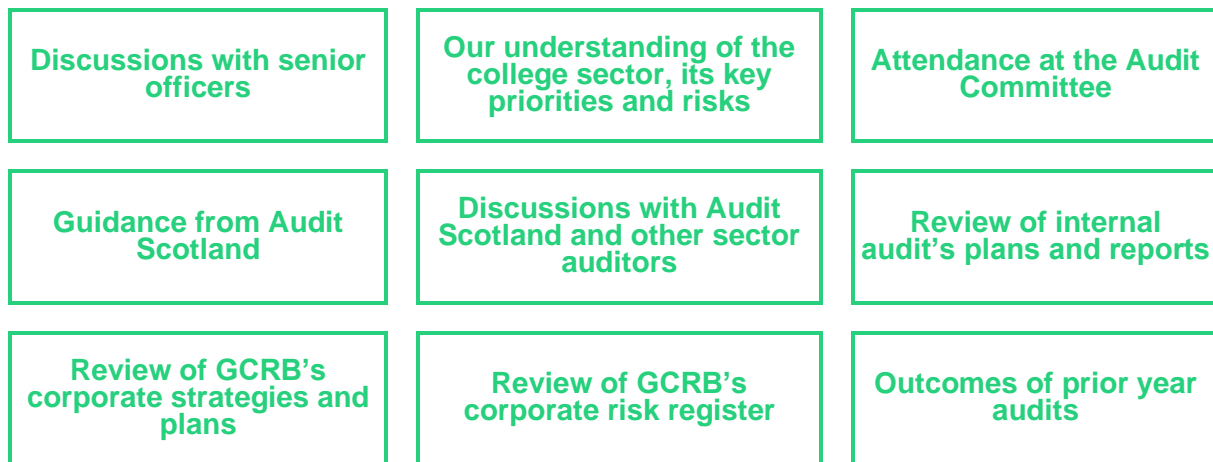 Discussions with senior
officers
Our understanding of the
college sector, its key
priorities and risks
Attendance at the Audit
Committee
Guidance from Audit
Scotland
Discussions with Audit
Scotland and other sector
auditors
Review of internal
audit’s plans and reports
Review of GCRB’s
corporate strategies and
plans
Review of GCRB’s
corporate risk register
Outcomes of prior year
audits